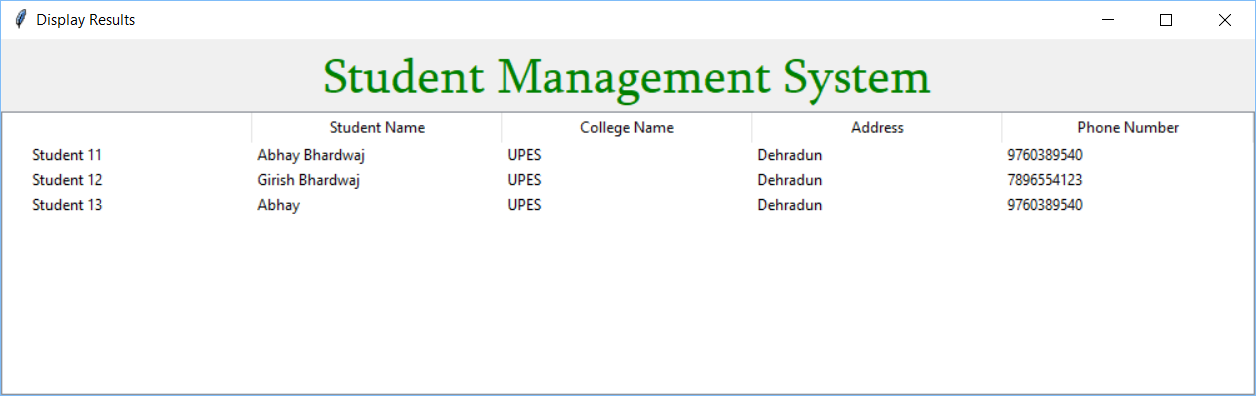 Display Results
Student Management System
Student Name College Name Address Phone Number
Student 11 Abhay Bhardwaj UPES Dehradun 9760389540
Student 12 Girish Bhardwaj UPES Dehradun 7896554123
Student 13 Abhay UPES Dehradun 9760389540